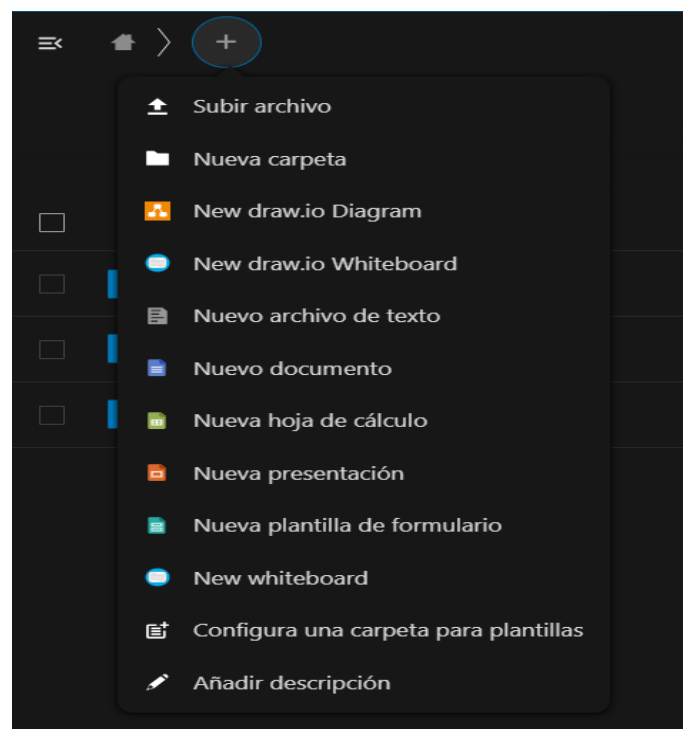 Subir archivo
Nueva carpeta
New draw.io Diagram
New draw.io Whiteboard
Nuevo archivo de texto
Nuevo documento
Nueva hoja de cálculo
Nueva presentación
Nueva plantilla de formulario
New whiteboard
Configura una carpeta para plantillas
Añadir descripción